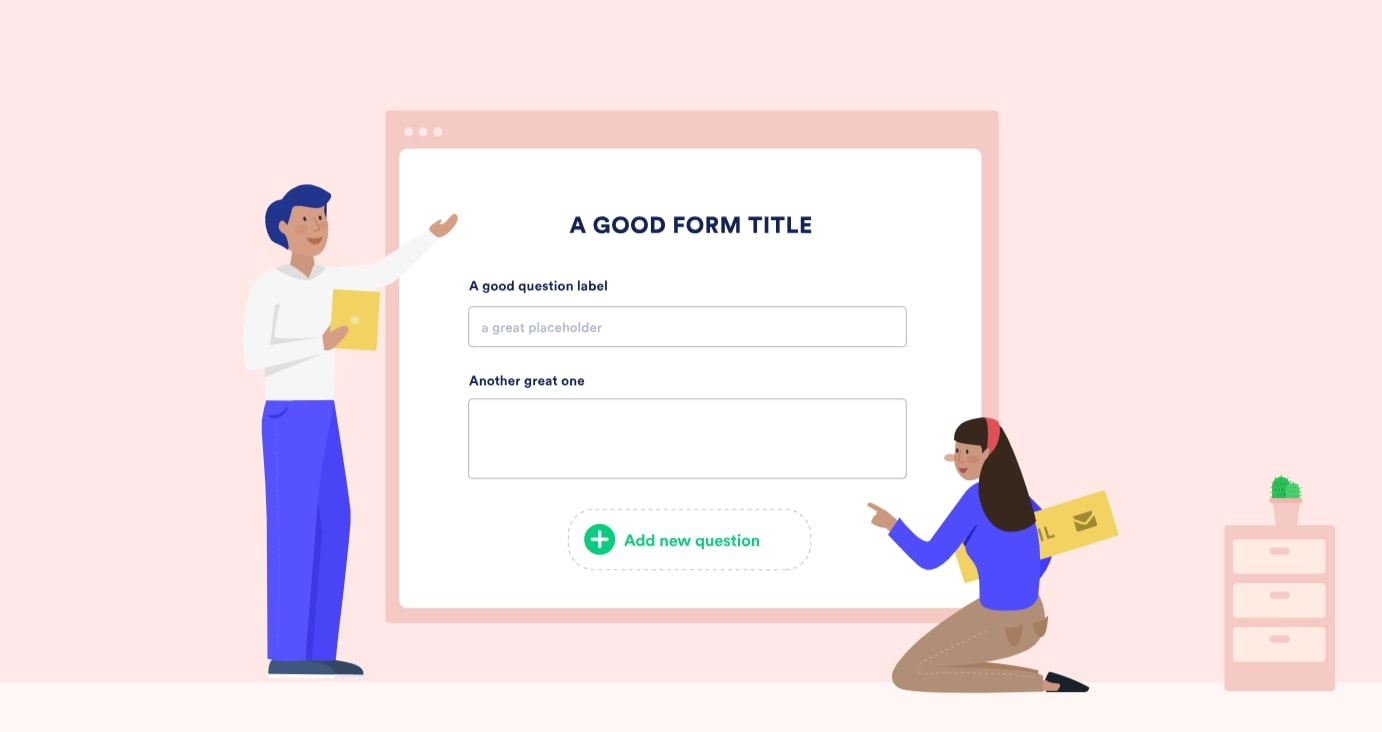 A GOOD FORM TITLE
A good question label
a great placeholder
Another great one
Add new question
IL